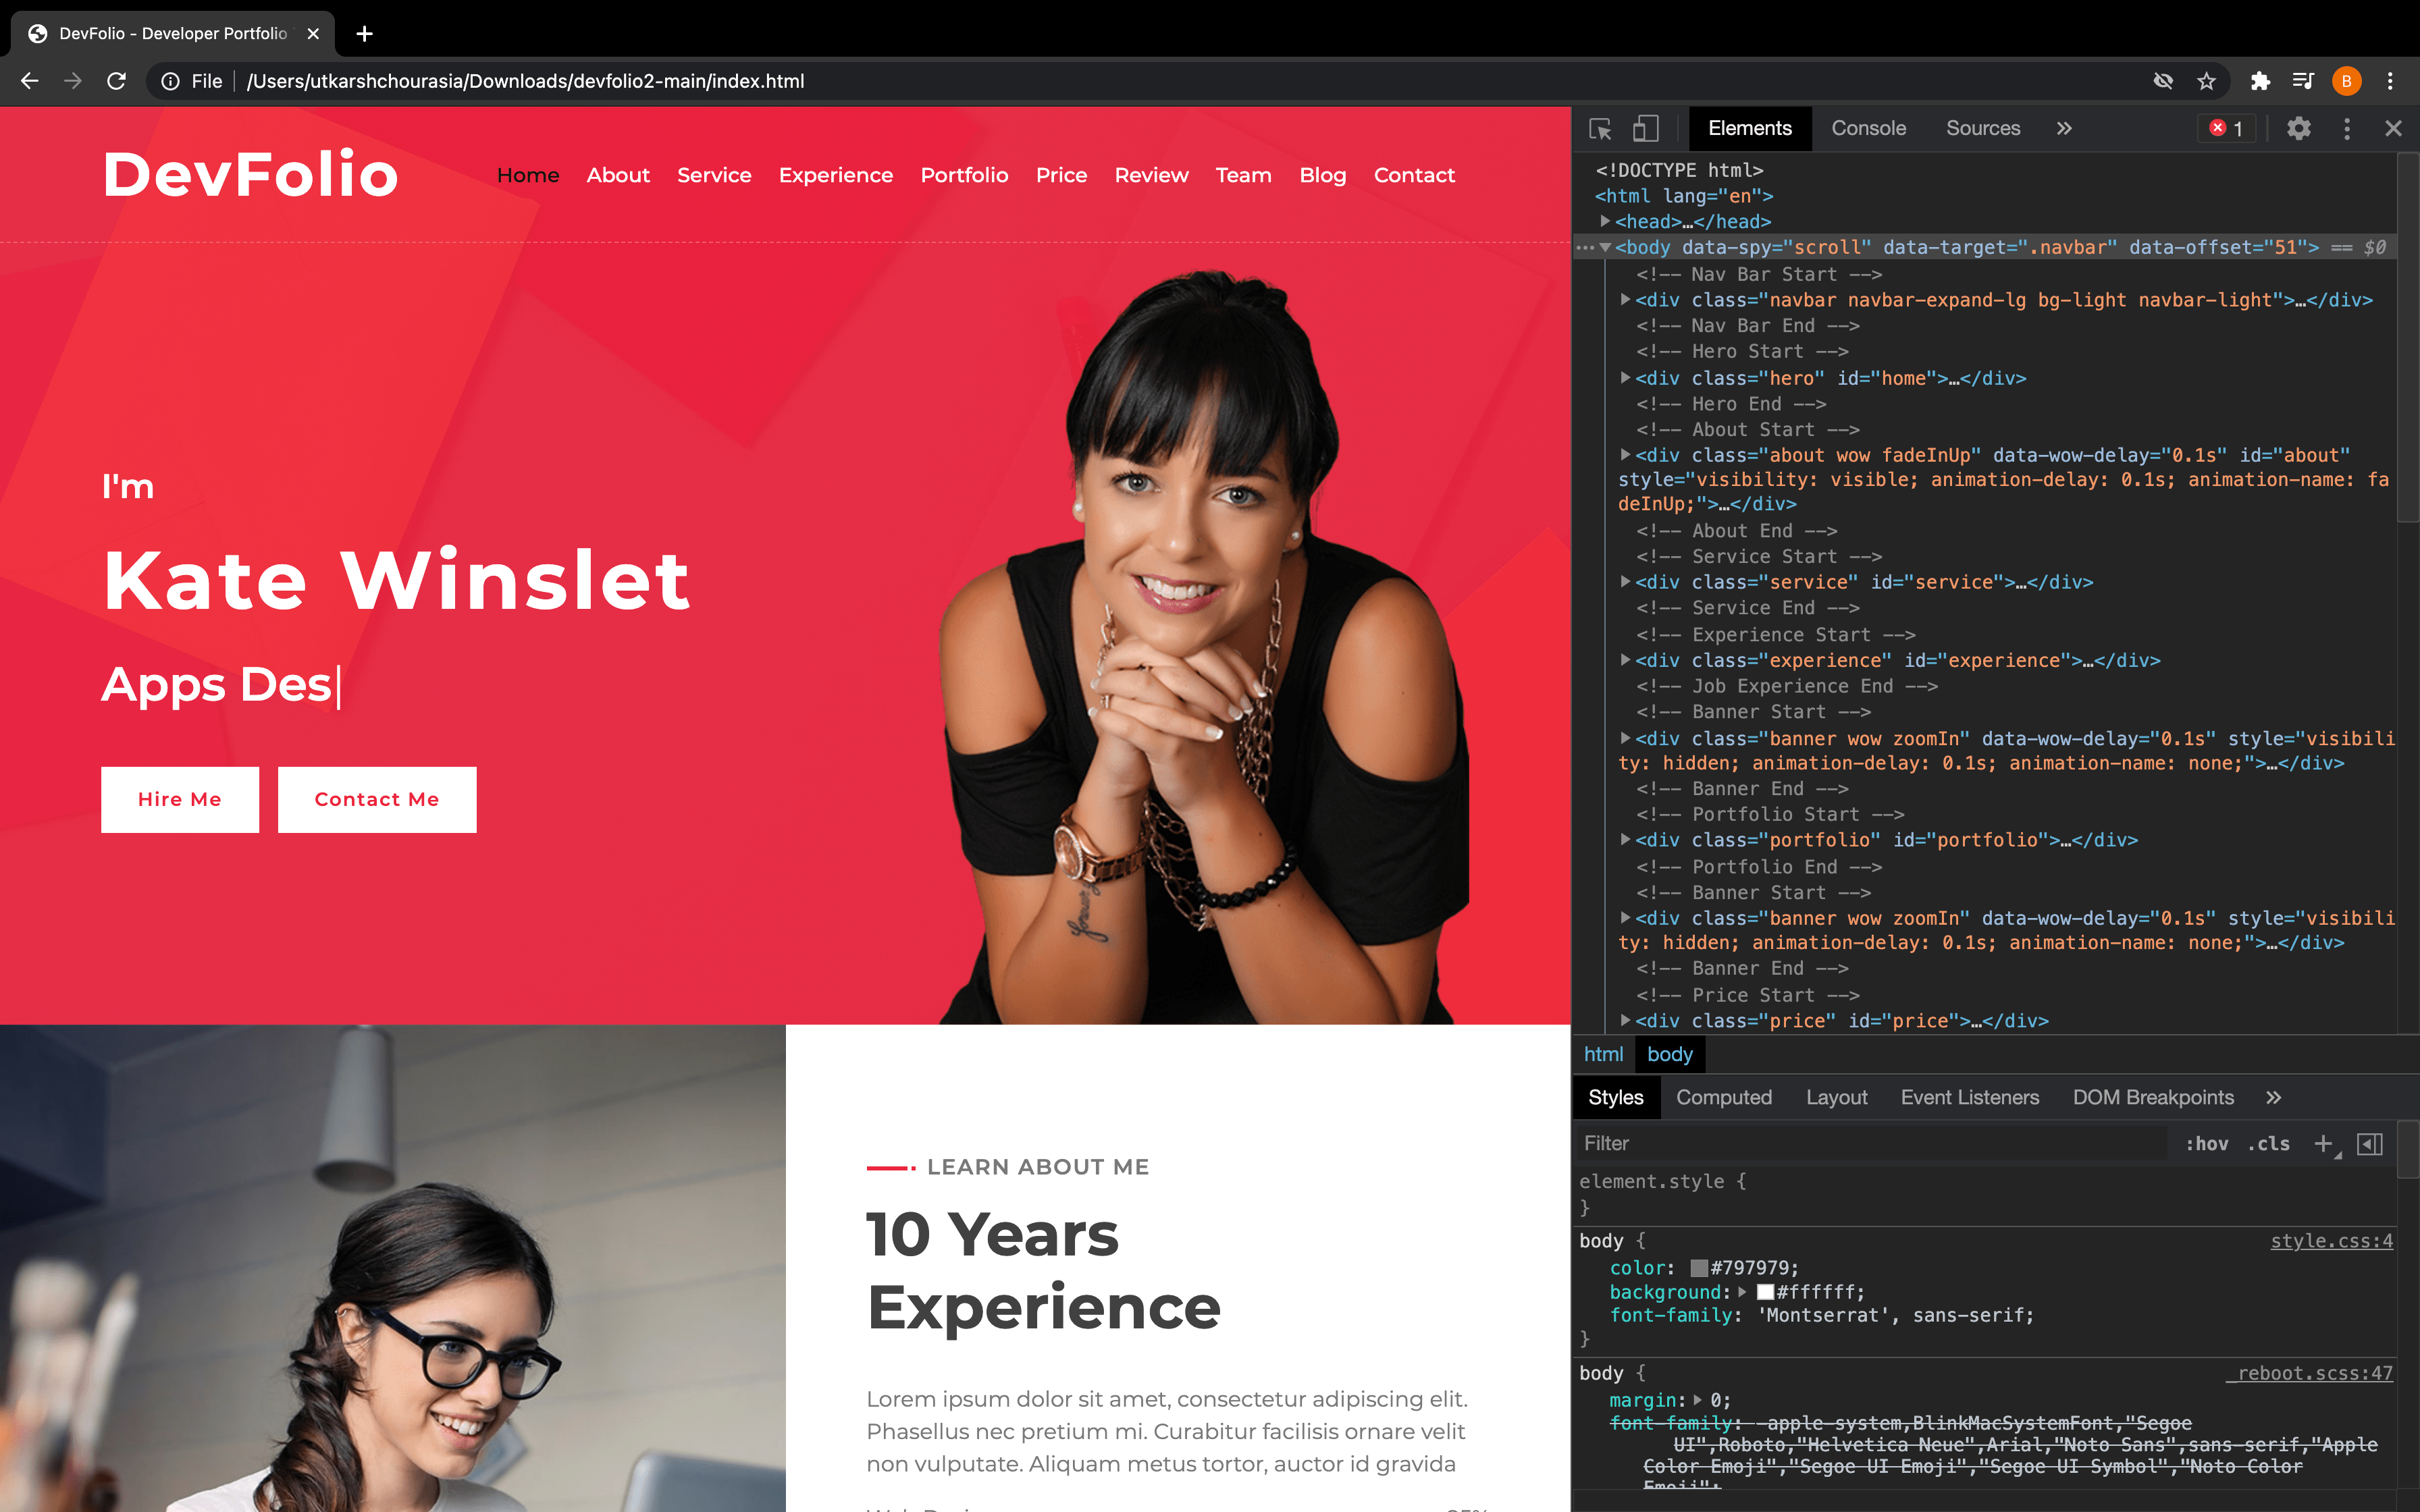 DevFolio - Developer Portfolio
File /Users/utkarshchourasia/Downloads/devfolio2-main/index.html
B
DevFolio
Home About Service Experience Portfolio Price Review Team Blog Contact
I'm
Kate Winslet
Apps Des|
Hire Me Contact Me
forever
LEARN ABOUT ME
10 Years
Experience
Lorem ipsum dolor sit amet, consectetur adipiscing elit.
Phasellus nec pretium mi. Curabitur facilisis ornare velit
non vulputate. Aliquam metus tortor, auctor id gravida
Elements Console Sources » 1
<!DOCTYPE html>
<html lang="en">
<head>…</head>
<body data-spy="scroll" data-target=".navbar" data-offset="51"> == $0
<!-- Nav Bar Start -->
<div class="navbar navbar-expand-lg bg-light navbar-light">…</div>
<!-- Nav Bar End -->
<!-- Hero Start -->
<div class="hero" id="home">…</div>
<!-- Hero End -->
<!-- About Start -->
<div class="about wow fadeInUp" data-wow-delay="0.1s" id="about"
style="visibility: visible; animation-delay: 0.1s; animation-name: fa
deInUp;">…</div>
<!-- About End -->
<!-- Service Start -->
<div class="service" id="service">…</div>
<!-- Service End -->
<!-- Experience Start -->
<div class="experience" id="experience">…</div>
<!-- Job Experience End -->
<!-- Banner Start -->
<div class="banner wow zoomIn" data-wow-delay="0.1s" style="visibili
ty: hidden; animation-delay: 0.1s; animation-name: none;">…</div>
<!-- Banner End -->
<!-- Portfolio Start -->
<div class="portfolio" id="portfolio">…</div>
<!-- Portfolio End -->
<!-- Banner Start -->
<div class="banner wow zoomIn" data-wow-delay="0.1s" style="visibili
ty: hidden; animation-delay: 0.1s; animation-name: none;">…</div>
<!-- Banner End -->
<!-- Price Start -->
<div class="price" id="price">…</div>
html body
Styles Computed Layout Event Listeners DOM Breakpoints »
Filter :hov .cls +
element.style {
}
body { style.css:4
color: #797979;
background: #ffffff;
font-family: 'Montserrat', sans-serif;
}
body { _reboot.scss:47
margin: 0;
font-family: -apple-system,BlinkMacSystemFont,"Segoe
UI",Roboto,"Helvetica Neue",Arial,"Noto Sans",sans-serif,"Apple
Color Emoji","Segoe UI Emoji","Segoe UI Symbol","Noto Color
Emoji";